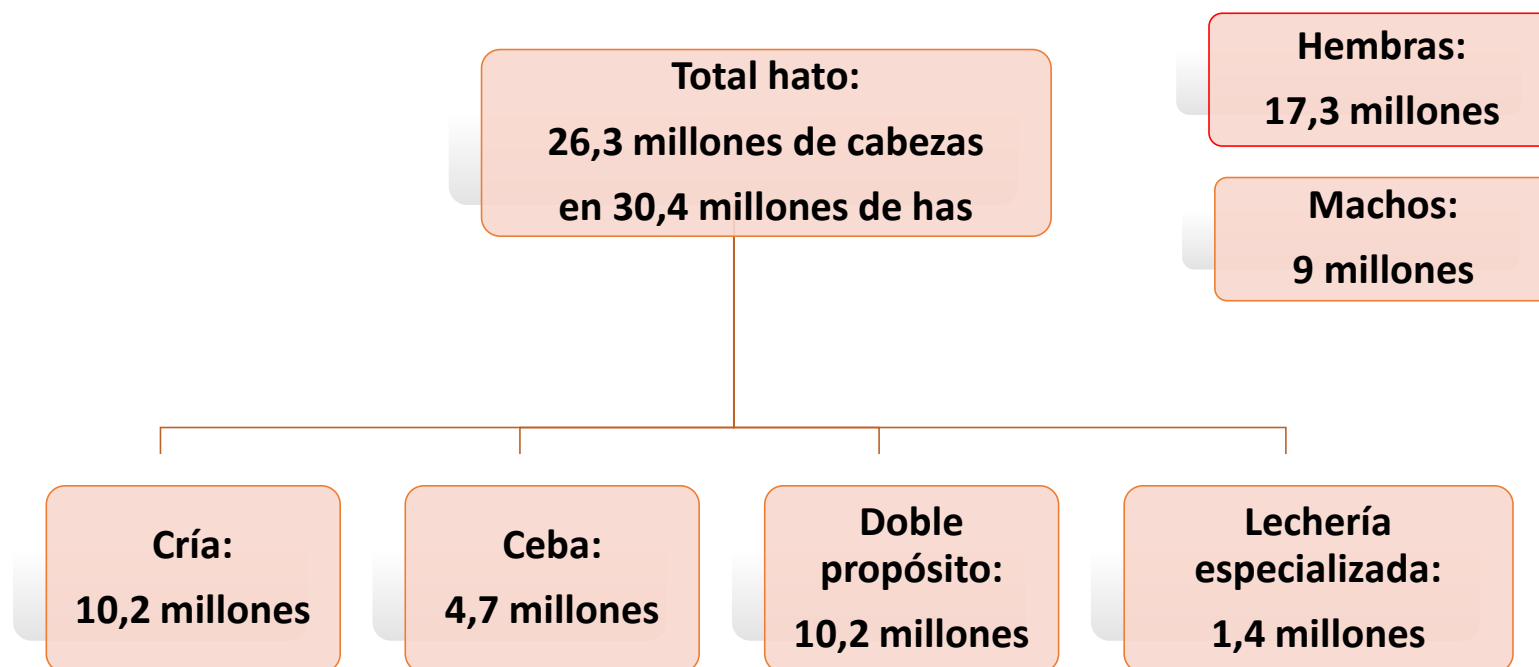 Total hato:
26,3 millones de cabezas
en 30,4 millones de has
Hembras:
17,3 millones
Machos:
9 millones
Cría:
10,2 millones
Ceba:
4,7 millones
Doble
propósito:
10,2 millones
Lechería
especializada:
1,4 millones